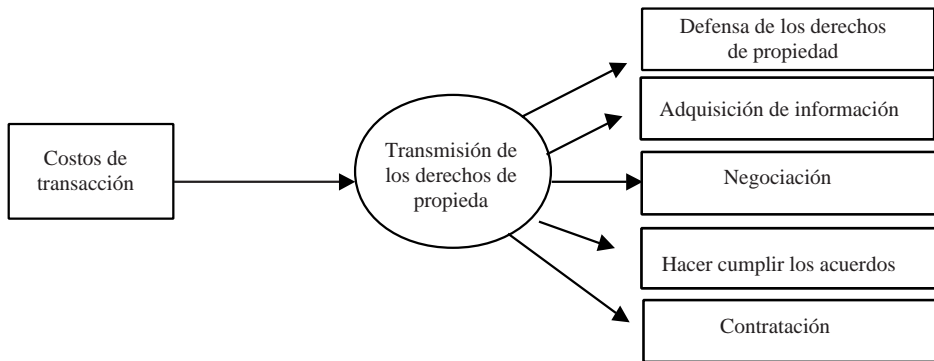 Costos de
transacción
Transmisión de
los derechos de
propieda
Defensa de los derechos
de propiedad
Adquisición de información
Negociación
Hacer cumplir los acuerdos
Contratación